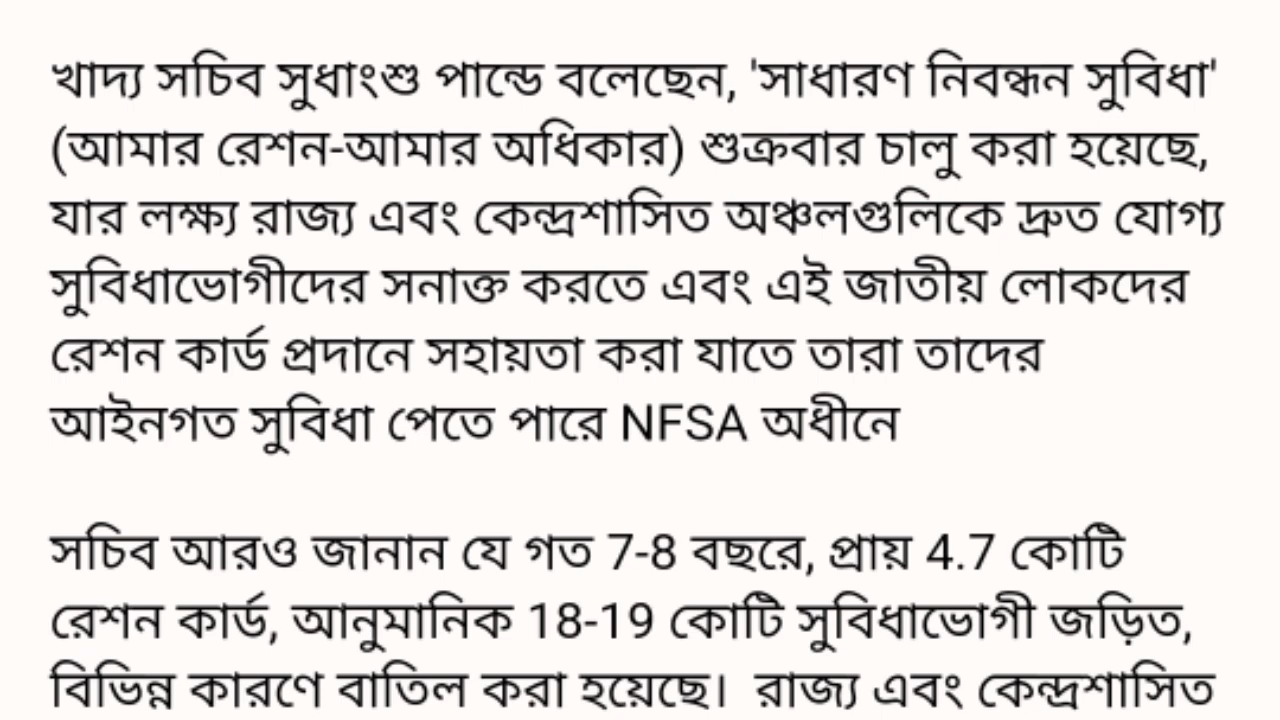 খাদ্য সচিব সুধাংশু পান্ডে বলেছেন, 'সাধারণ নিবন্ধন সুবিধা'
(আমার রেশন-আমার অধিকার) শুক্রবার চালু করা হয়েছে,
যার লক্ষ্য রাজ্য এবং কেন্দ্রশাসিত অঞ্চলগুলিকে দ্রুত যোগ্য
সুবিধাভোগীদের সনাক্ত করতে এবং এই জাতীয় লোকদের
রেশন কার্ড প্রদানে সহায়তা করা যাতে তারা তাদের
আইনগত সুবিধা পেতে পারে NFSA অধীনে
সচিব আরও জানান যে গত 7-8 বছরে, প্রায় 4.7 কোটি
রেশন কার্ড, আনুমানিক 18-19 কোটি সুবিধাভোগী জড়িত,
বিভিন্ন কারণে বাতিল করা হয়েছে। রাজ্য এবং কেন্দ্রশাসিত